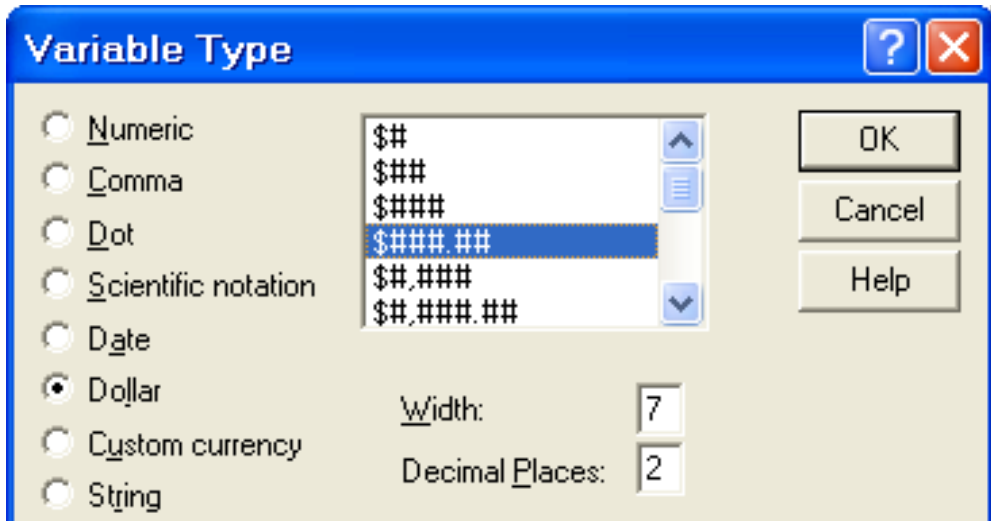 Variable Type
Numeric
Comma
Dot
Scientific notation
Date
Dollar
Custom currency
String
$#
$##
$###
$###.##
$#,###
$#,###.##
Width: 7
Decimal Places: 2
OK
Cancel
Help